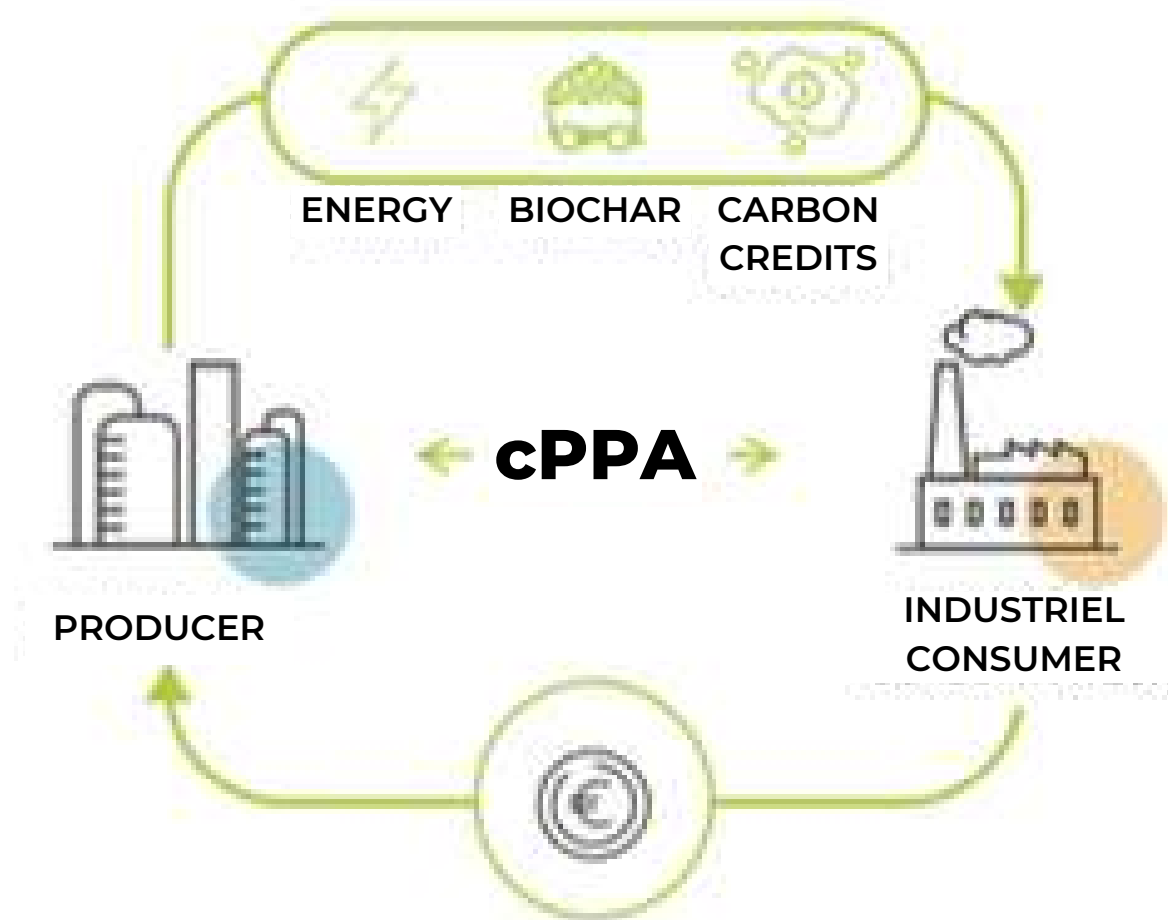 ENERGY
BIOCHAR
CARBON
CREDITS
cPPA
PRODUCER
INDUSTRIEL
CONSUMER
€